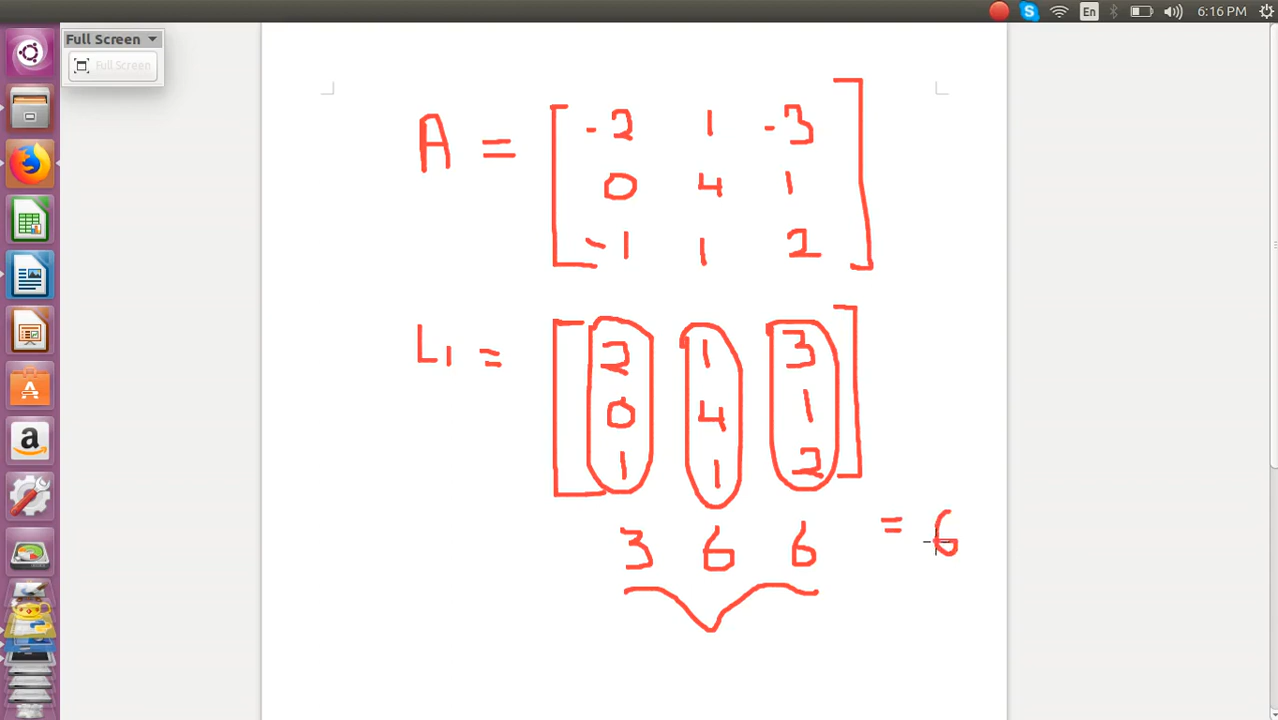 En 6:16 PM
Full Screen
Full Screen
A = [ -2 1 -3
0 4 1
-1 1 2 ]
L1 = [ 2 1 3
0 4 1
1 1 2 ]
3 6 6 = 6